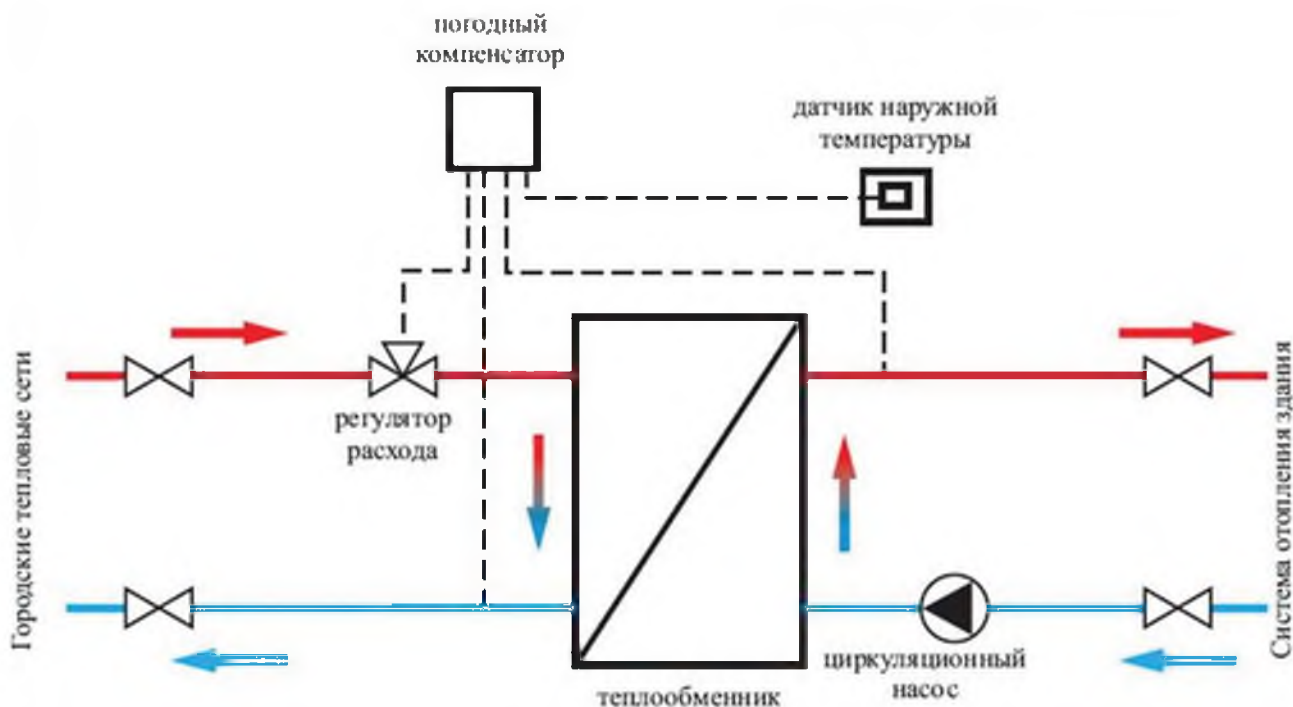 погодный
компенсатор
датчик наружной
температуры
Городские тепловые сети
регулятор
расхода
Система отопления здания
циркуляционный
насос
теплообменник